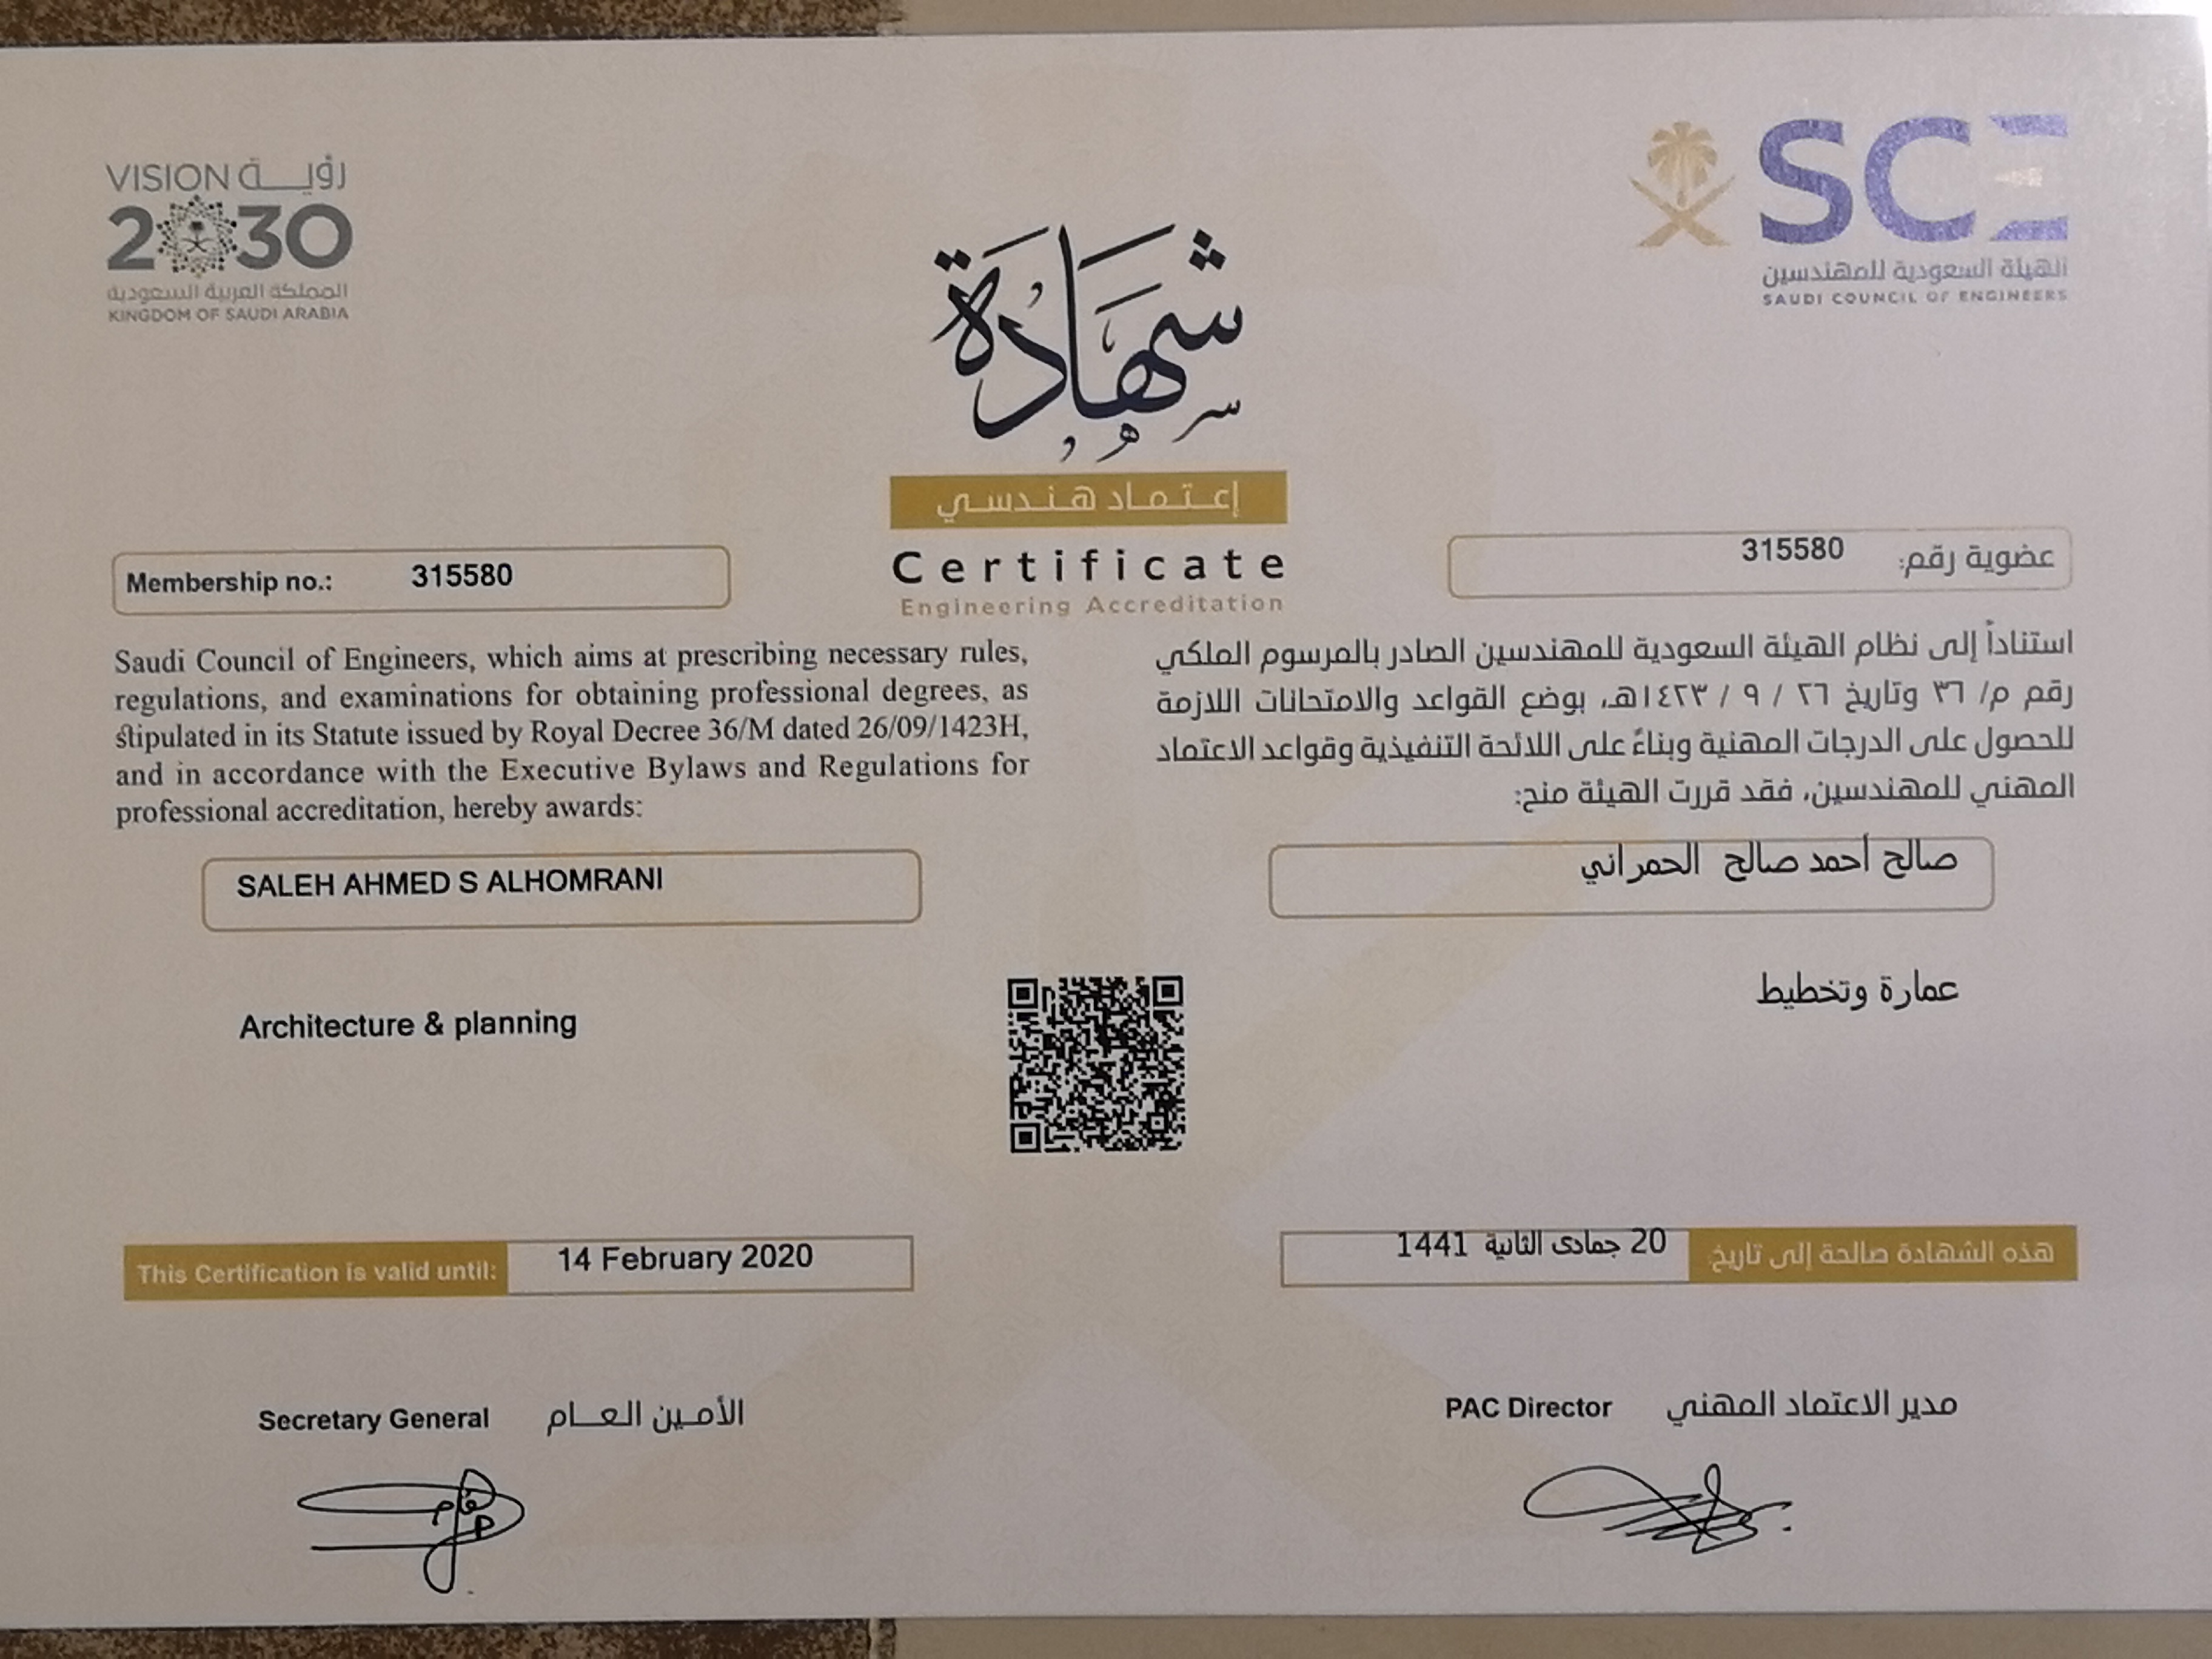 VISION رؤيــة
2030
المملكة العربية السعودية
KINGDOM OF SAUDI ARABIA
SCE
الهيئة السعودية للمهندسين
SAUDI COUNCIL OF ENGINEERS
شهادة
إعـتـمـاد هـنـدسـي
Certificate
Engineering Accreditation
Membership no.: 315580
عضوية رقم: 315580
Saudi Council of Engineers, which aims at prescribing necessary rules,
regulations, and examinations for obtaining professional degrees, as
stipulated in its Statute issued by Royal Decree 36/M dated 26/09/1423H,
and in accordance with the Executive Bylaws and Regulations for
professional accreditation, hereby awards:
استناداً إلى نظام الهيئة السعودية للمهندسين الصادر بالمرسوم الملكي
رقم م/ ٣٦ وتاريخ ٢٦ / ٩ / ١٤٢٣هـ، بوضع القواعد والامتحانات اللازمة
للحصول على الدرجات المهنية وبناءً على اللائحة التنفيذية وقواعد الاعتماد
المهني للمهندسين، فقد قررت الهيئة منح:
SALEH AHMED S ALHOMRANI
صالح أحمد صالح الحمراني
Architecture & planning
عمارة وتخطيط
This Certification is valid until: 14 February 2020
هذه الشهادة صالحة إلى تاريخ: 20 جمادى الثانية 1441
Secretary General الأمـين العـــام
PAC Director مدير الاعتماد المهني